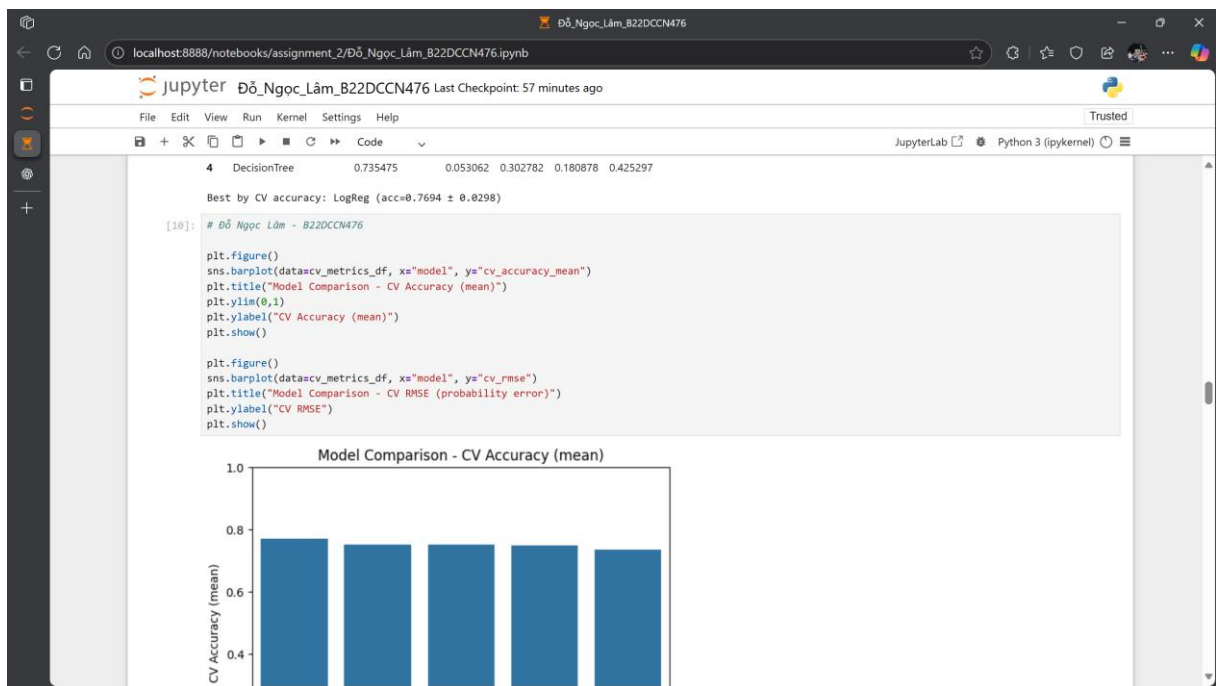 Đỗ_Ngọc_Lâm_B22DCCN476
localhost:8888/notebooks/assignment_2/Đỗ_Ngọc_Lâm_B22DCCN476.ipynb
jupyter Đỗ_Ngọc_Lâm_B22DCCN476 Last Checkpoint: 57 minutes ago
File Edit View Run Kernel Settings Help Trusted
Code JupyterLab Python 3 (ipykernel)
4 DecisionTree 0.735475 0.053062 0.302782 0.180878 0.425297
Best by CV accuracy: LogReg (acc=0.7694 ± 0.0298)
[10]: # Đỗ Ngọc Lâm - B22DCCN476
plt.figure()
sns.barplot(data=cv_metrics_df, x="model", y="cv_accuracy_mean")
plt.title("Model Comparison - CV Accuracy (mean)")
plt.ylim(0,1)
plt.ylabel("CV Accuracy (mean)")
plt.show()
plt.figure()
sns.barplot(data=cv_metrics_df, x="model", y="cv_rmse")
plt.title("Model Comparison - CV RMSE (probability error)")
plt.ylabel("CV RMSE")
plt.show()
Model Comparison - CV Accuracy (mean)
1.0
0.8
0.6
0.4
CV Accuracy (mean)